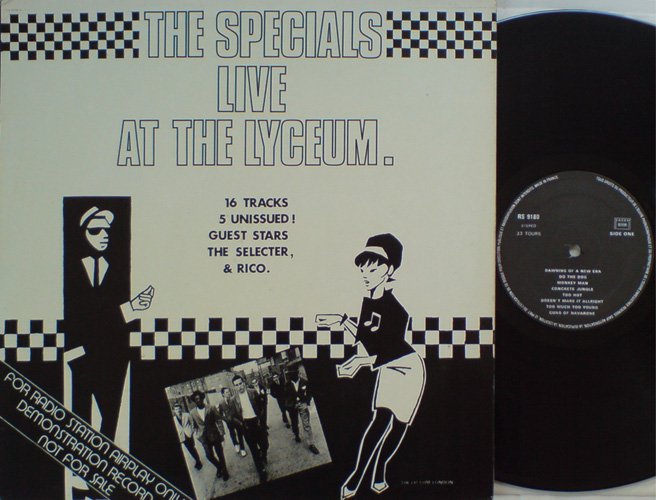 THE SPECIALS
LIVE
AT THE LYCEUM.
16 TRACKS
5 UNISSUED!
GUEST STARS
THE SELECTER,
& RICO.
FOR RADIO STATION AIRPLAY ONLY
DEMONSTRATION RECORD
NOT FOR SALE
LONDON
RS 9180
STEREO
33 TOURS
SIDE ONE
DAWNING OF A NEW ERA
DO THE DOG
MONKEY MAN
CONCRETE JUNGLE
TOO HOT
DOESN'T MAKE IT ALLRIGHT
TOO MUCH TOO YOUNG
GUNS OF NAVARONE